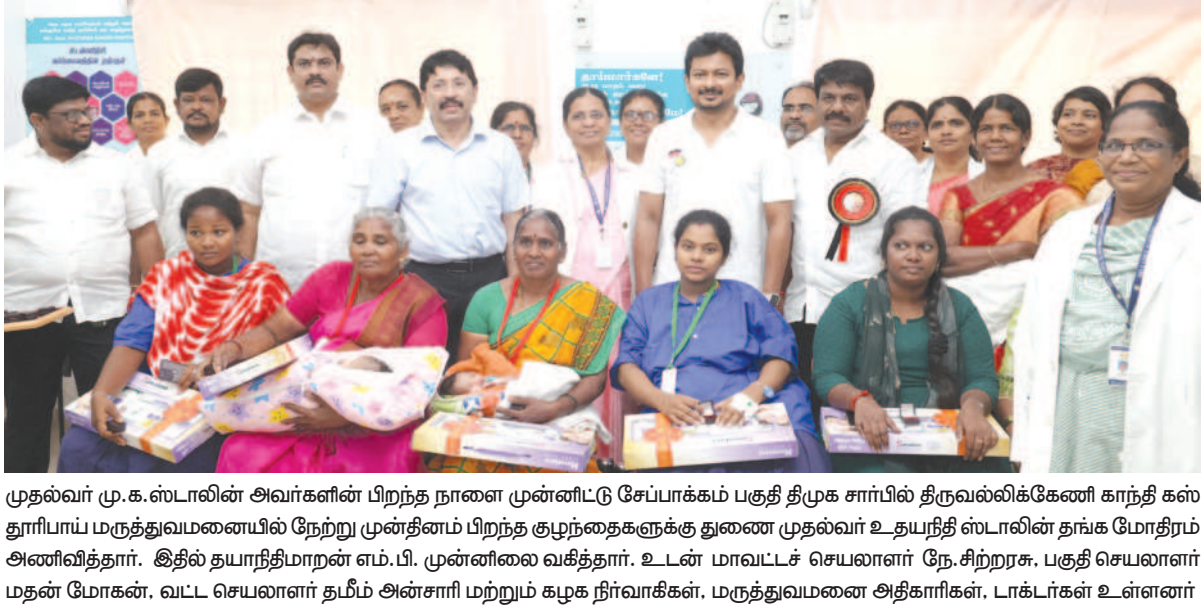 தாய்மார்களே!
முதல்வர் மு.க.ஸ்டாலின் அவர்களின் பிறந்த நாளை முன்னிட்டு சேப்பாக்கம் பகுதி திமுக சார்பில் திருவல்லிக்கேணி காந்தி கஸ்
தூரிபாய் மருத்துவமனையில் நேற்று முன்தினம் பிறந்த குழந்தைகளுக்கு துணை முதல்வர் உதயநிதி ஸ்டாலின் தங்க மோதிரம்
அணிவித்தார். இதில் தயாநிதிமாறன் எம்.பி. முன்னிலை வகித்தார். உடன் மாவட்டச் செயலாளர் நே.சிற்றரசு, பகுதி செயலாளர்
மதன் மோகன், வட்ட செயலாளர் தமீம் அன்சாரி மற்றும் கழக நிர்வாகிகள், மருத்துவமனை அதிகாரிகள், டாக்டர்கள் உள்ளனர்